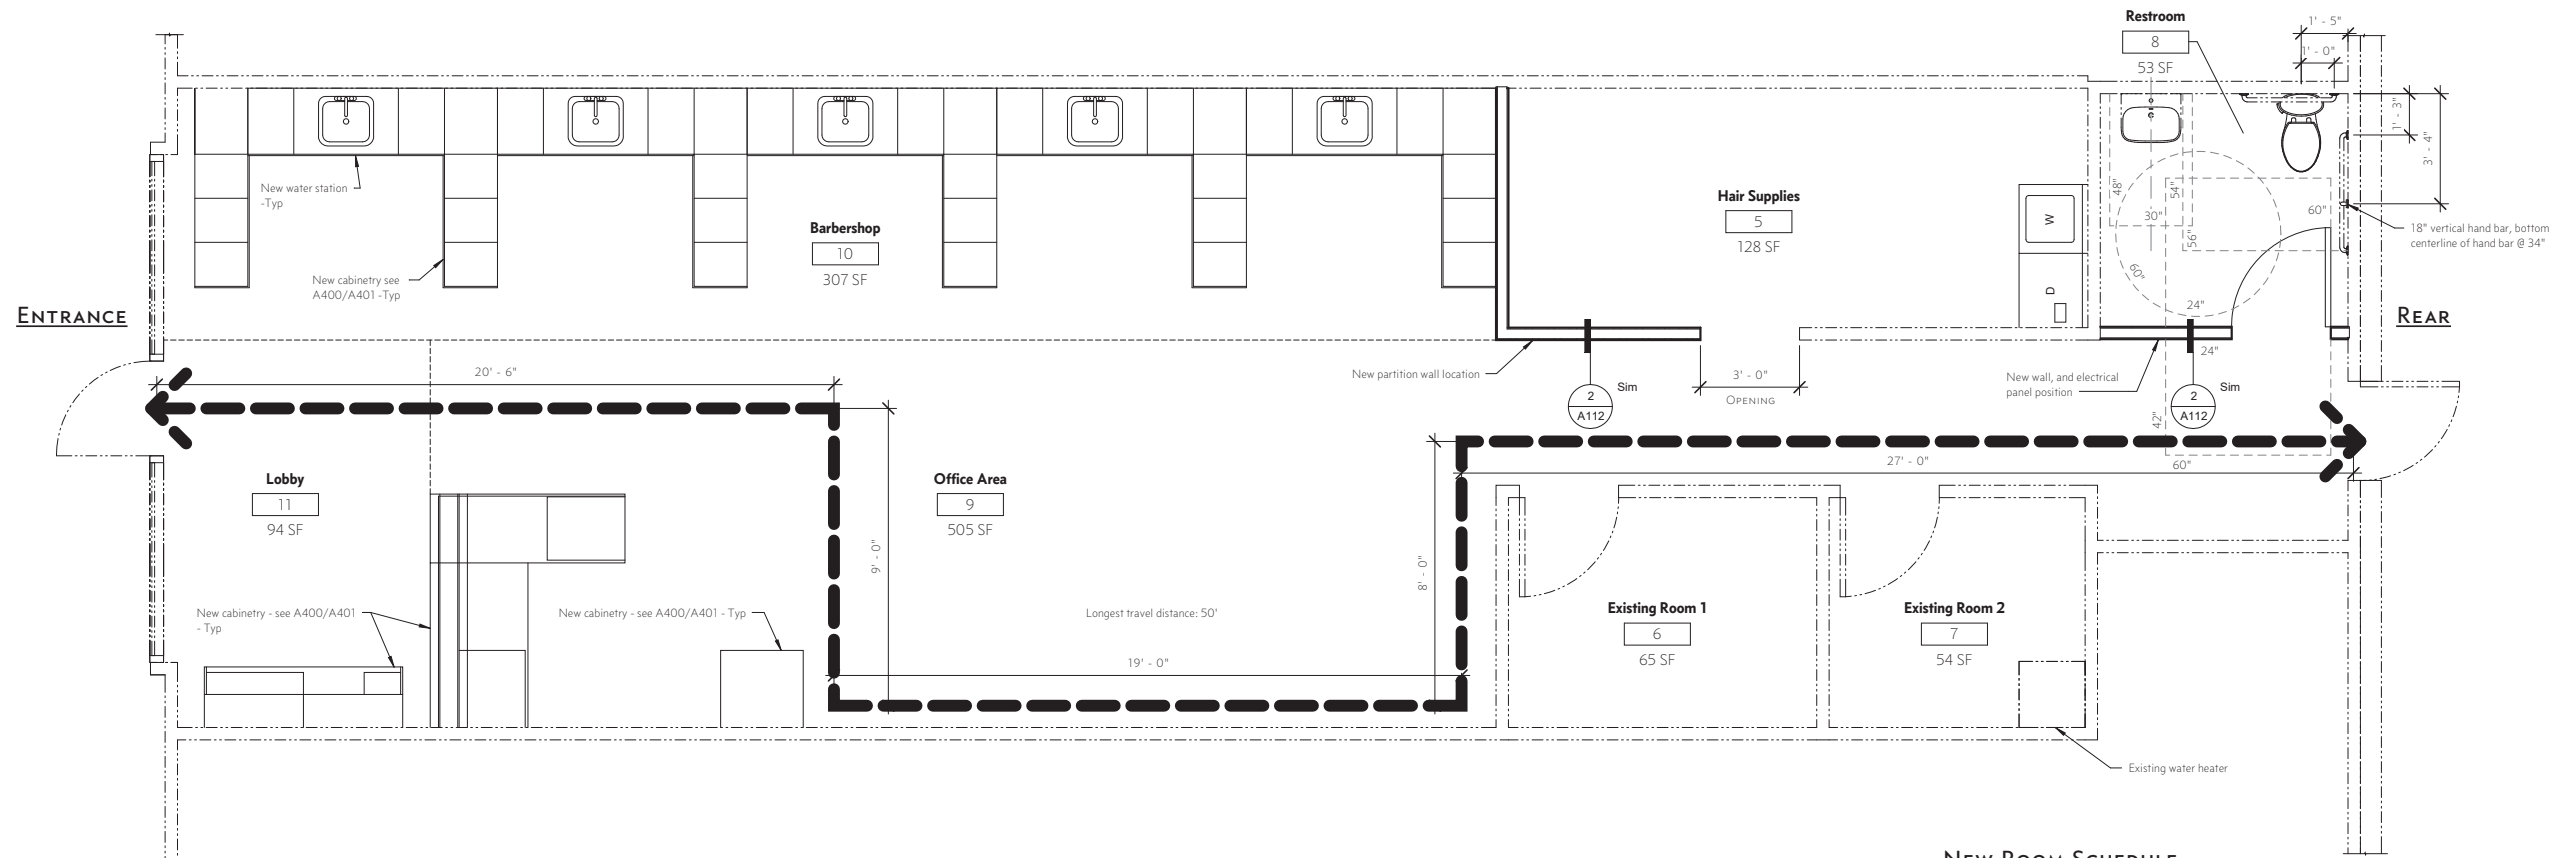 Restroom
8
53 SF
1' - 5"
1' - 0"
1' - 3"
3' - 4"
New water station
-Typ
Barbershop
10
307 SF
New cabinetry see
A400/A401 -Typ
Hair Supplies
5
128 SF
W
D
48"
54"
30"
56"
60"
60"
24"
24"
18" vertical hand bar, bottom
centerline of hand bar @ 34"
ENTRANCE
REAR
20' - 6"
New partition wall location
3' - 0"
OPENING
2
A112
Sim
New wall, and electrical
panel position
2
A112
Sim
42"
60"
27' - 0"
Lobby
11
94 SF
Office Area
9
505 SF
9' - 0"
8' - 0"
New cabinetry - see A400/A401
- Typ
New cabinetry - see A400/A401 - Typ
Longest travel distance: 50'
19' - 0"
Existing Room 1
6
65 SF
Existing Room 2
7
54 SF
Existing water heater
NEW ROOM SCHEDULE